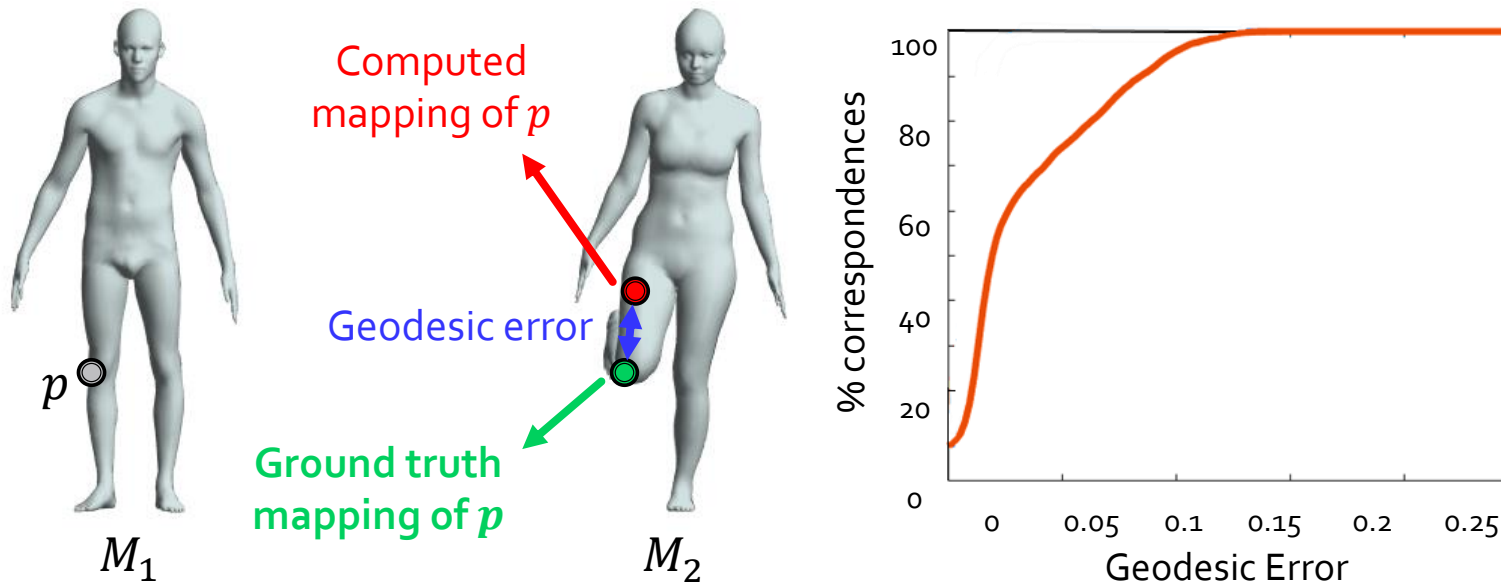 Computed
mapping of p
Geodesic error
p
Ground truth
mapping of p
M₁
M₂
100
80
60
40
20
0
% correspondences
0 0.05 0.1 0.15 0.2 0.25
Geodesic Error